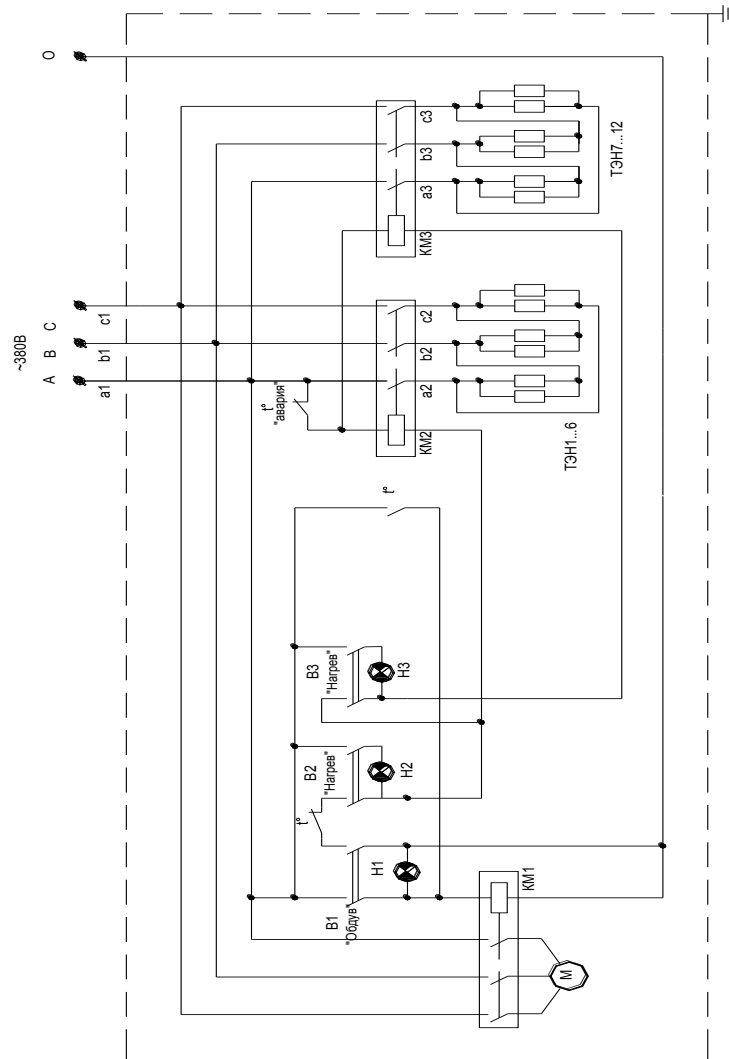 ~380В
А
В
С
О
a1
b1
c1
t°
"авария"
КМ2
a2
b2
c2
КМ3
a3
b3
c3
ТЭН1...6
ТЭН7...12
t°
В1
"Обдув"
Н1
t°
В2
"Нагрев"
Н2
В3
"Нагрев"
Н3
КМ1
М